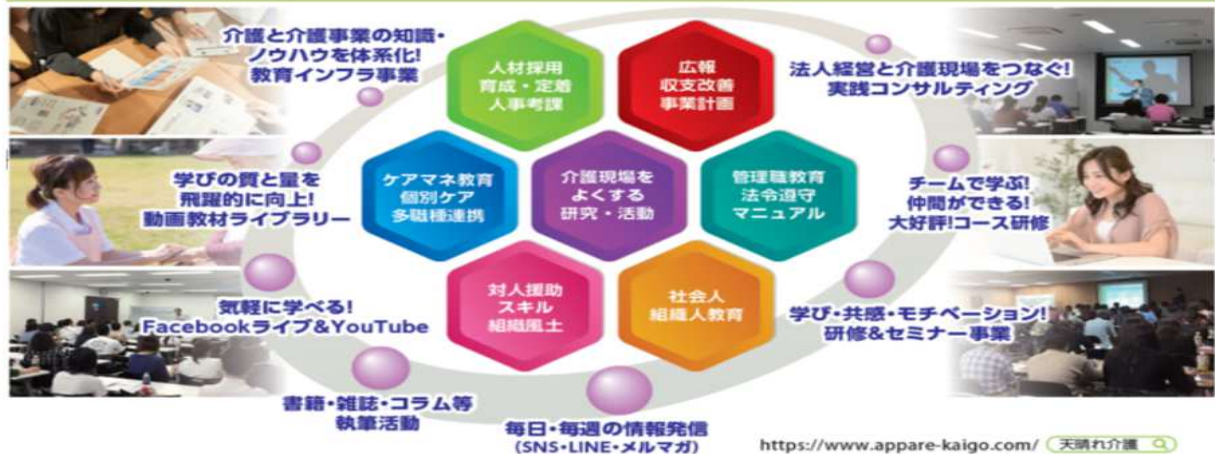 介護と介護事業の知識・
ノウハウを体系化!
教育インフラ事業
人材採用
育成・定着
人事考課
広報
収支改善
事業計画
法人経営と介護現場をつなぐ!
実践コンサルティング
学びの質と量を
飛躍的に向上!
動画教材ライブラリー
ケアマネ教育
個別ケア
多職種連携
介護現場を
よくする
研究・活動
管理職教育
法令遵守
マニュアル
チームで学ぶ!
仲間ができる!
大好評!コース研修
気軽に学べる!
Facebookライブ&YouTube
対人援助
スキル
組織風土
社会人
組織人教育
学び・共感・モチベーション!
研修&セミナー事業
書籍・雑誌・コラム等
執筆活動
毎日・毎週の情報発信
(SNS・LINE・メルマガ)
https://www.appare-kaigo.com/ 天晴れ介護